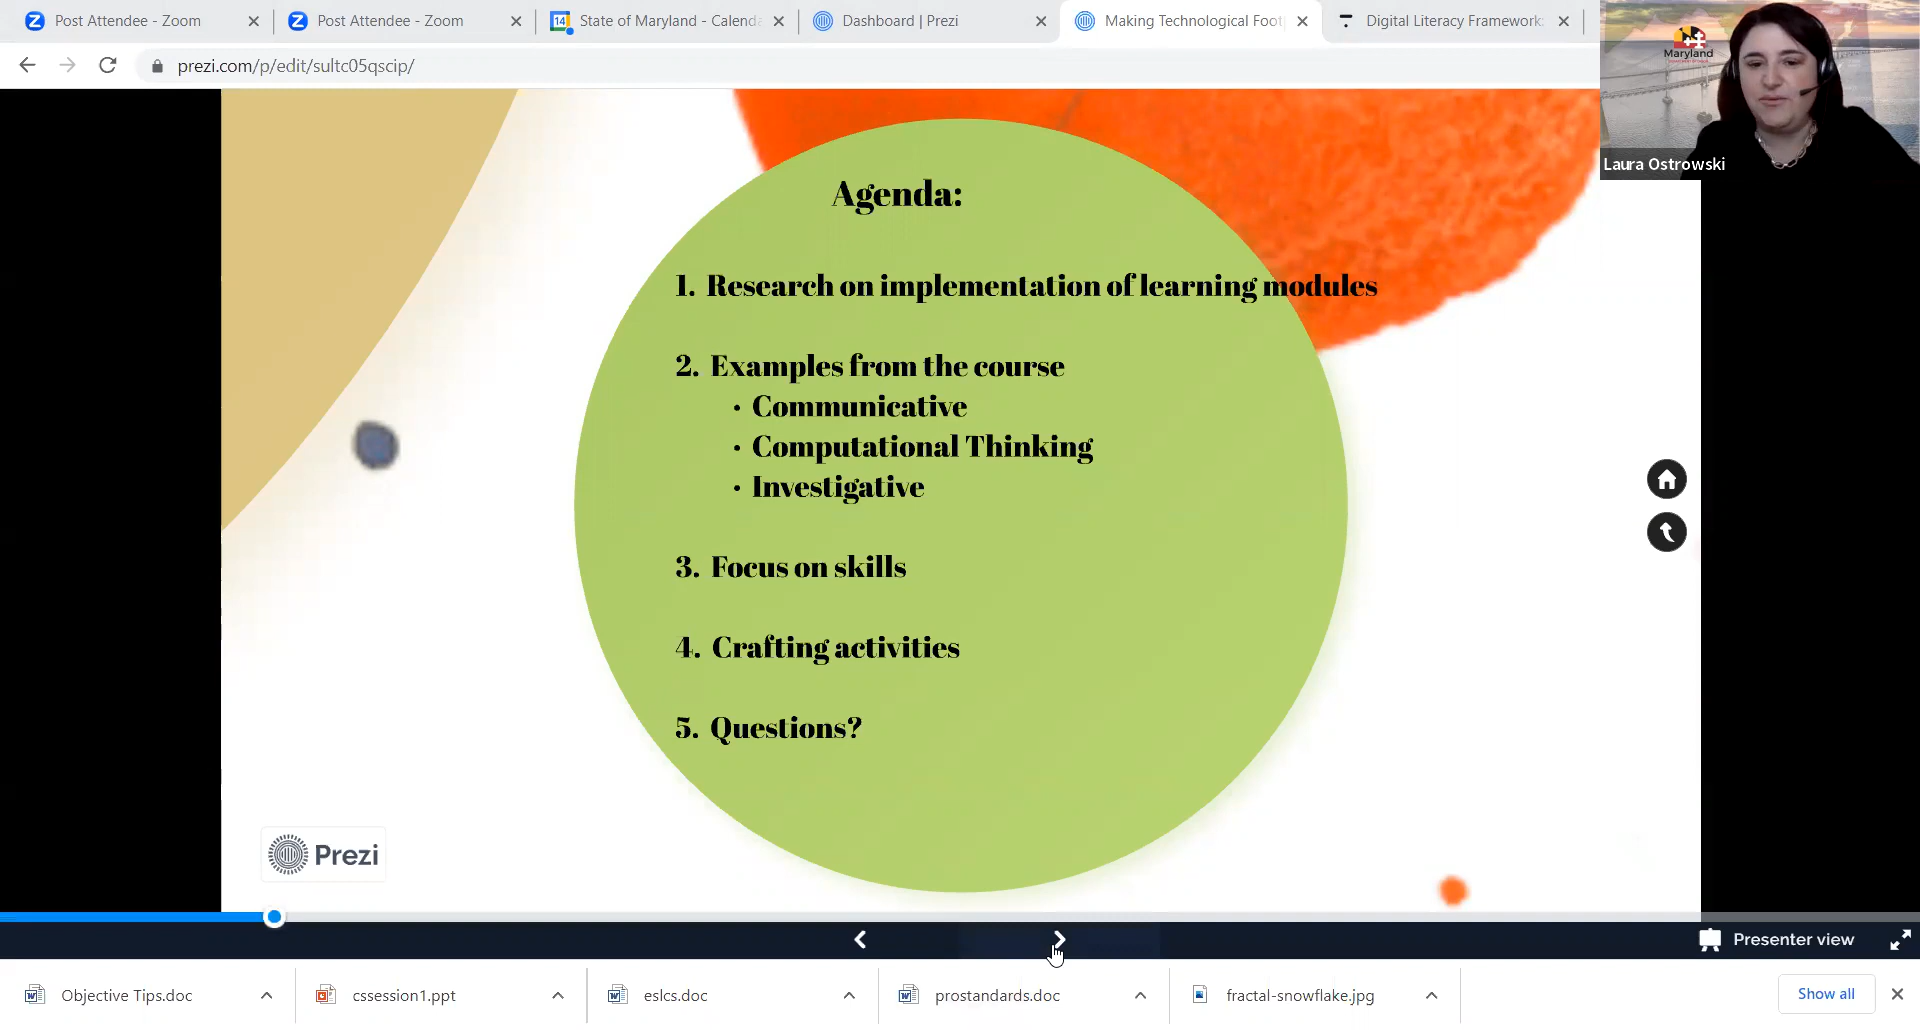 Post Attendee - Zoom
Post Attendee - Zoom
14
State of Maryland - Calenda
Dashboard | Prezi
Making Technological Foot
Digital Literacy Framework:
prezi.com/p/edit/sultc05qscip/
Maryland
Laura Ostrowski
Agenda:
1. Research on implementation of learning modules
2. Examples from the course
• Communicative
• Computational Thinking
• Investigative
3. Focus on skills
4. Crafting activities
5. Questions?
Prezi
Presenter view
Objective Tips.doc
cssession1.ppt
eslcs.doc
prostandards.doc
fractal-snowflake.jpg
Show all